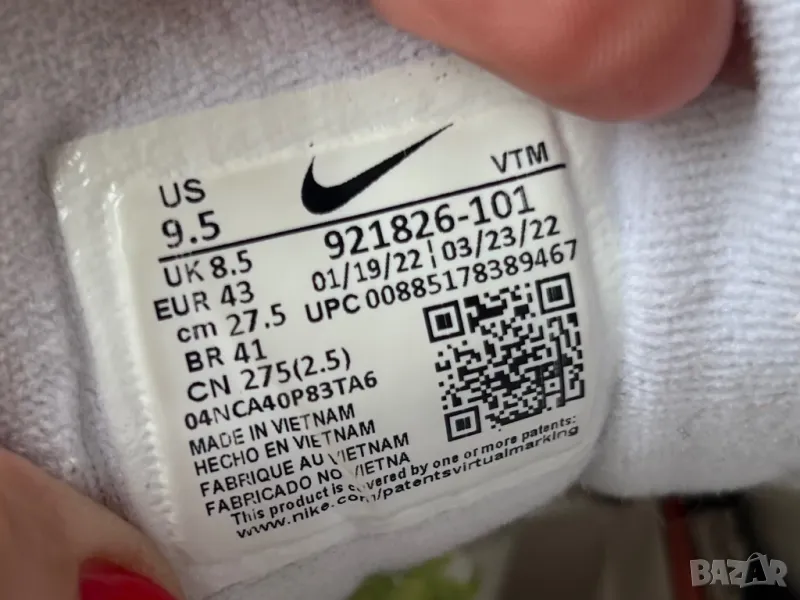 US
9.5
VTM
921826-101
UK 8.5
01/19/22 | 03/23/22
EUR 43
UPC 00885178389467
cm 27.5
BR 41
CN 275(2.5)
04NCA40P83TA6
MADE IN VIETNAM
HECHO EN VIETNAM
FABRIQUE AU VIETNAM
FABRICADO NO VIETNA
This product is covered by one or more patents:
www.nike.com/patentsvirtualmarking
BAZAR